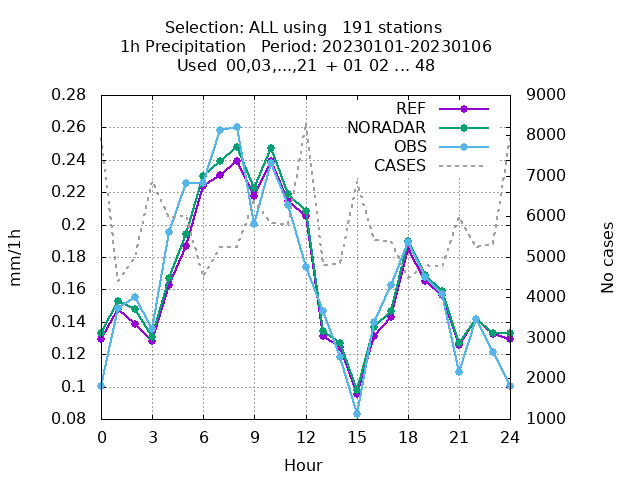 Selection: ALL using   191 stations
1h Precipitation   Period: 20230101-20230106
Used  00,03,...,21  + 01 02 ... 48
0.28
0.26
0.24
0.22
0.2
0.18
0.16
0.14
0.12
0.1
0.08
mm/1h
REF
NORADAR
OBS
CASES
9000
8000
7000
6000
5000
4000
3000
2000
1000
No cases
0 3 6 9 12 15 18 21 24
Hour